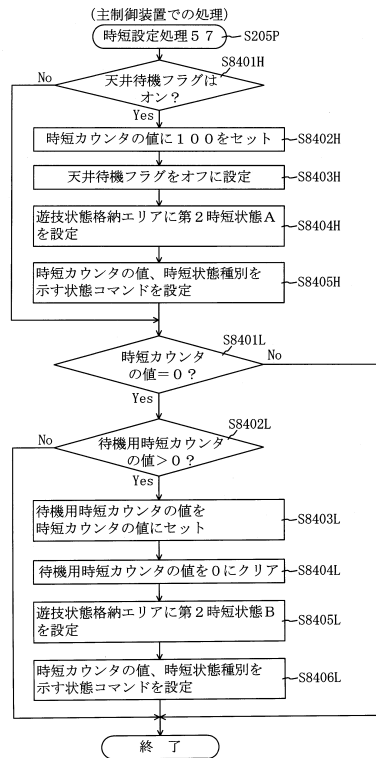 (主制御装置での処理)
時短設定処理57
S205P
S8401H
No
天井待機フラグは
オン?
Yes
時短カウンタの値に100をセット
S8402H
天井待機フラグをオフに設定
S8403H
遊技状態格納エリアに第2時短状態A
を設定
S8404H
時短カウンタの値、時短状態種別を
示す状態コマンドを設定
S8405H
S8401L
時短カウンタ
の値=0?
No
Yes
S8402L
No
待機用時短カウンタ
の値>0?
Yes
待機用時短カウンタの値を
時短カウンタの値にセット
S8403L
待機用時短カウンタの値を0にクリア
S8404L
遊技状態格納エリアに第2時短状態B
を設定
S8405L
時短カウンタの値、時短状態種別を
示す状態コマンドを設定
S8406L
終 了